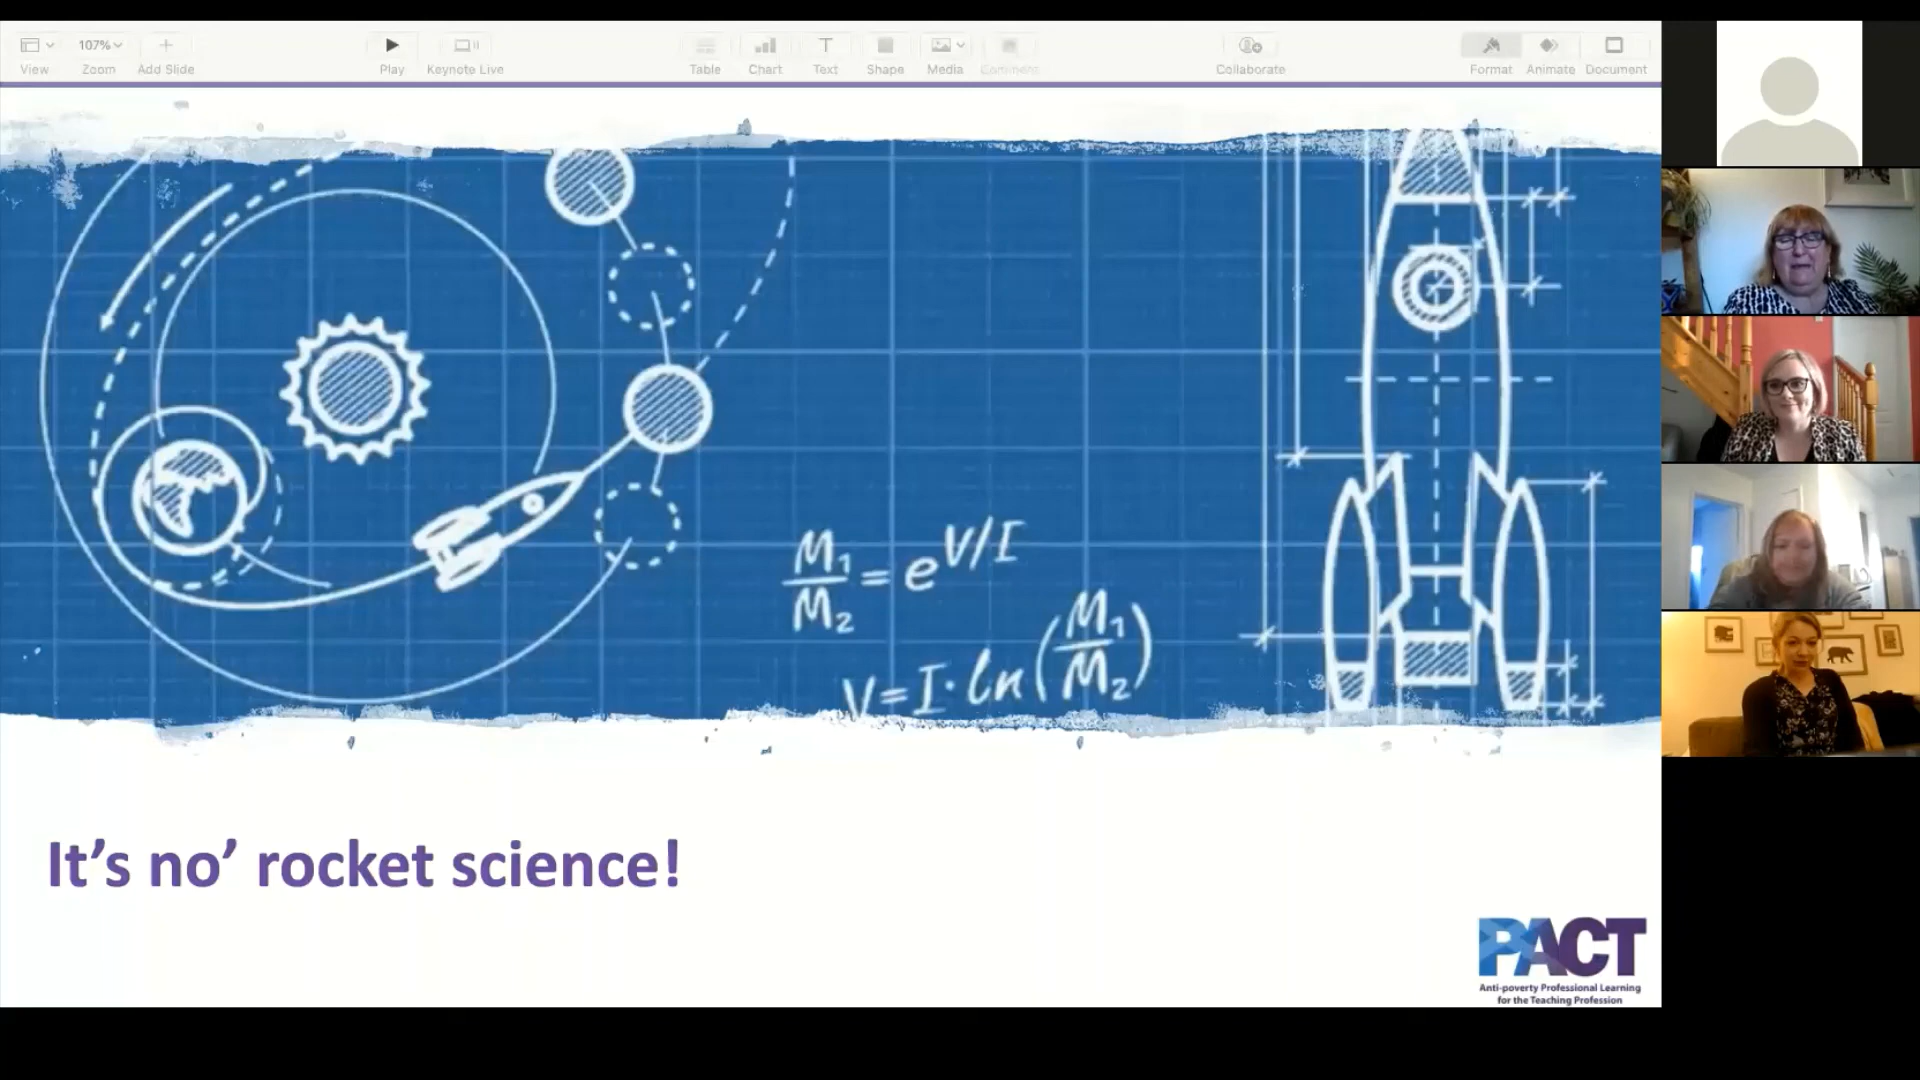 View
107%
Zoom
Add Slide
Play
Keynote Live
Table
Chart
Text
Shape
Media
Comment
Collaborate
Format
Animate
Document
M₁/M₂ = e^V/I
V = I · ln(M₁/M₂)
It’s no’ rocket science!
PACT
Anti-poverty Professional Learning
for the Teaching Profession